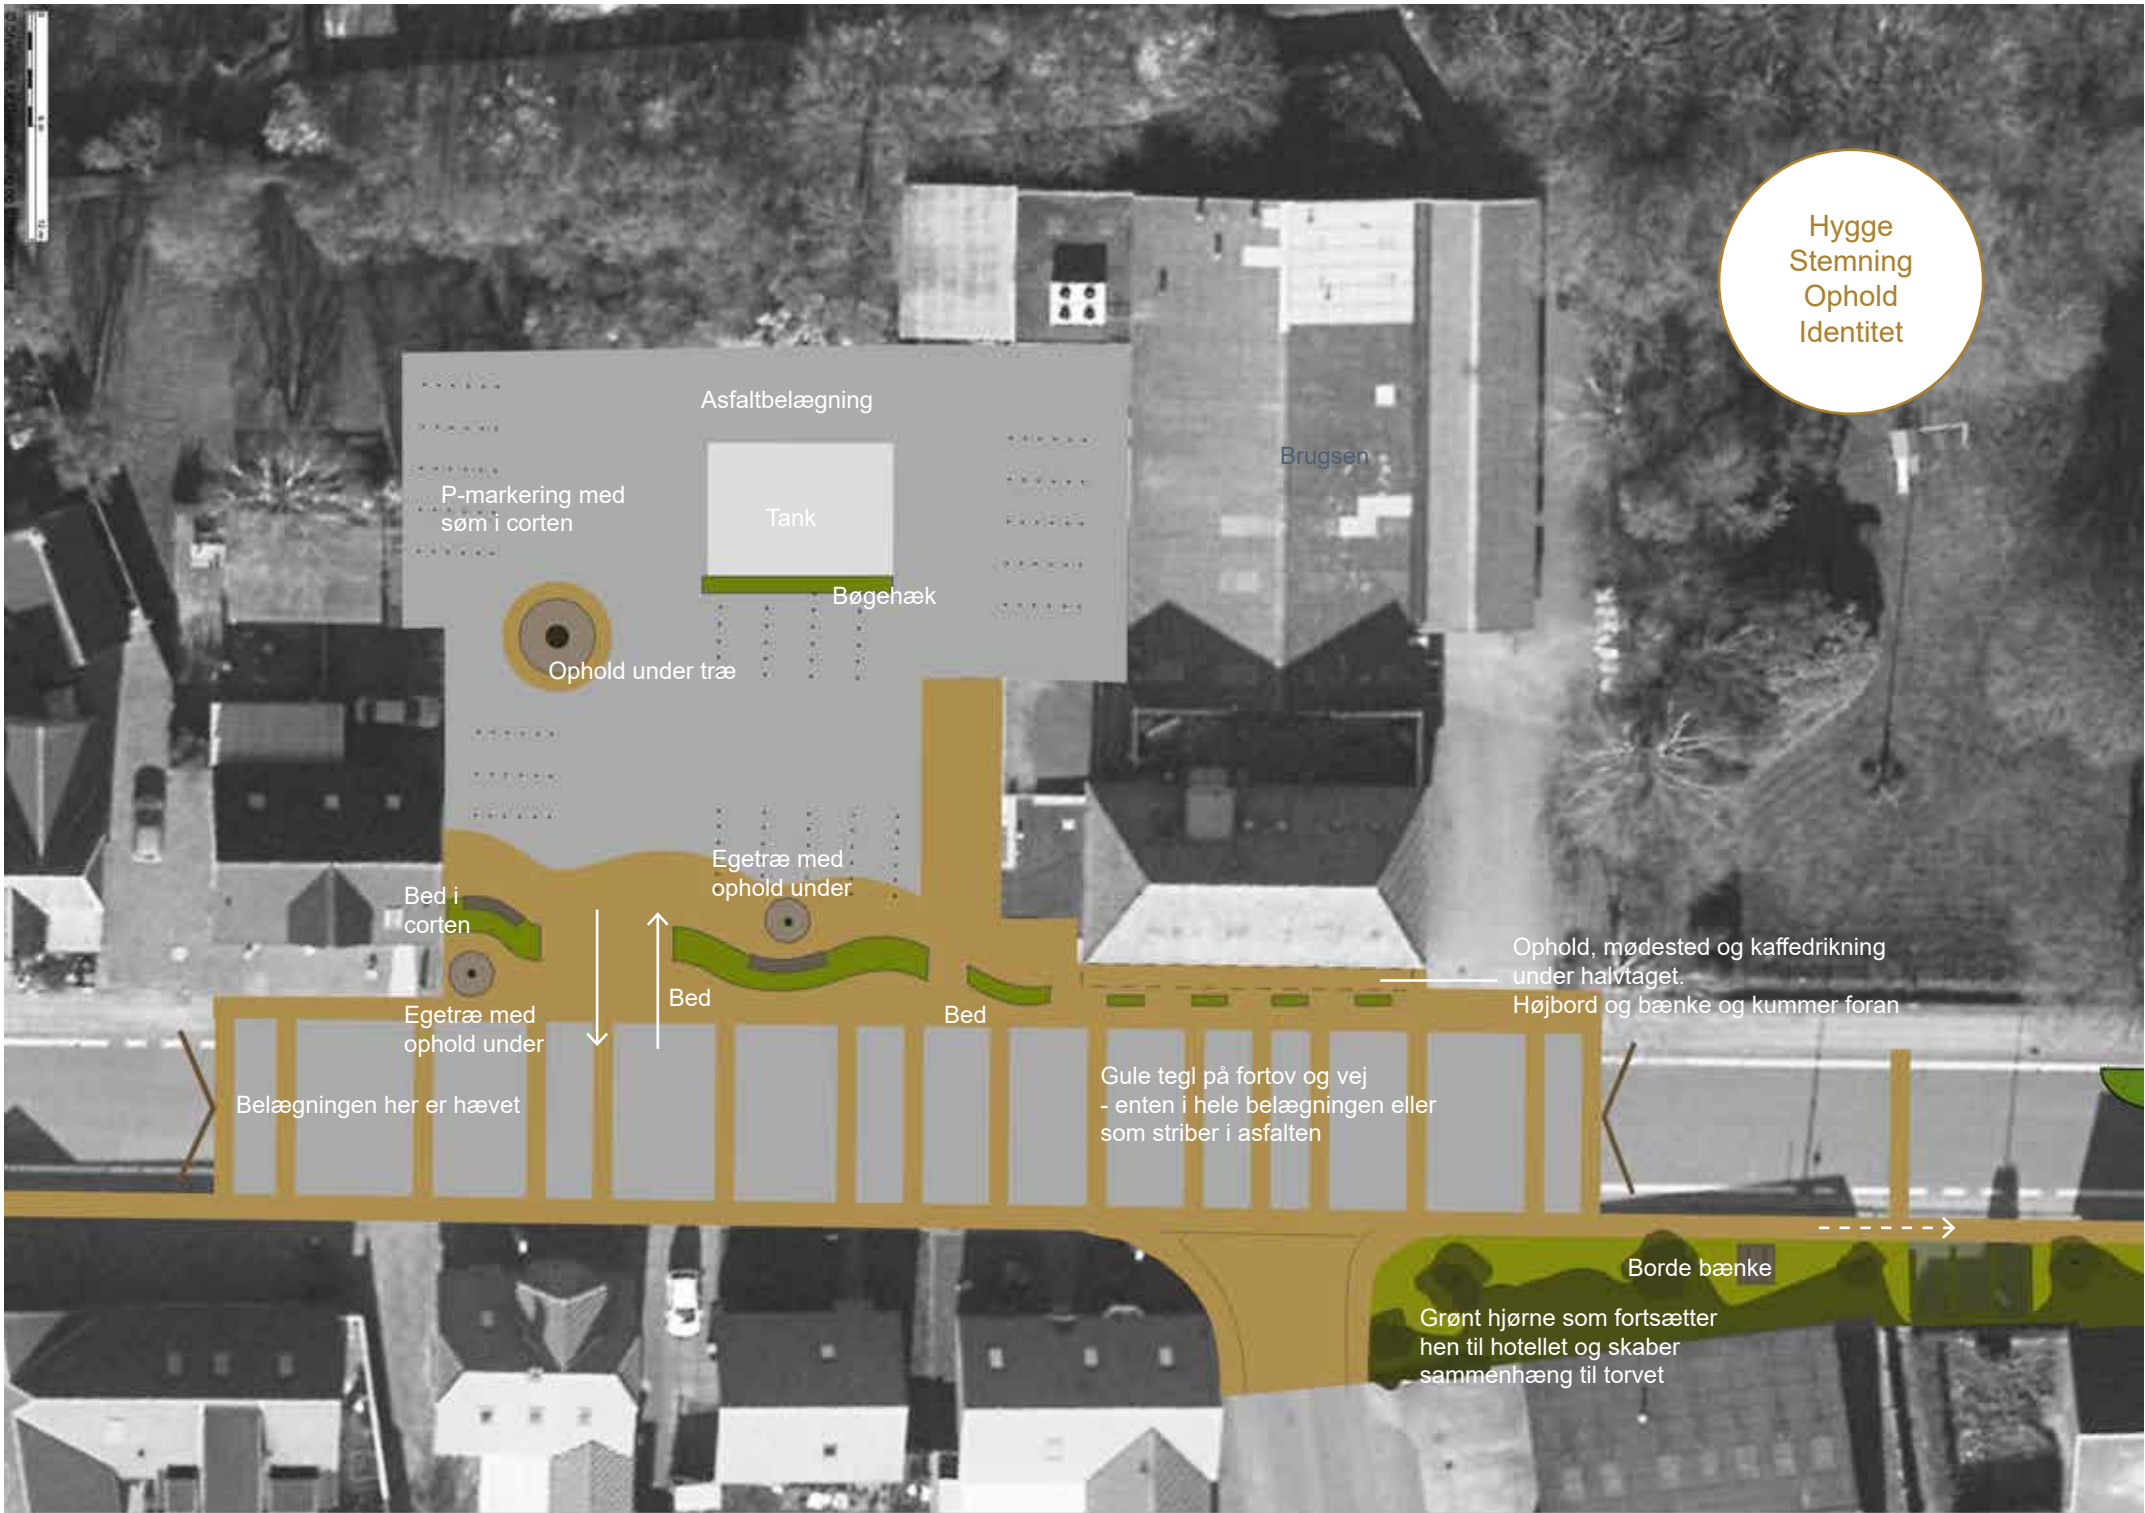 Hygge
Stemning
Ophold
Identitet
Asfaltbelægning
Brugsen
P-markering med
søm i corten
Tank
Bøgehæk
Ophold under træ
Egetræ med
ophold under
Bed i
corten
Ophold, mødested og kaffedrikning
under halvtaget.
Højbord og bænke og kummer foran
Bed
Bed
Egetræ med
ophold under
Gule tegl på fortov og vej
- enten i hele belægningen eller
som striber i asfalten
Belægningen her er hævet
Borde bænke
Grønt hjørne som fortsætter
hen til hotellet og skaber
sammenhæng til torvet